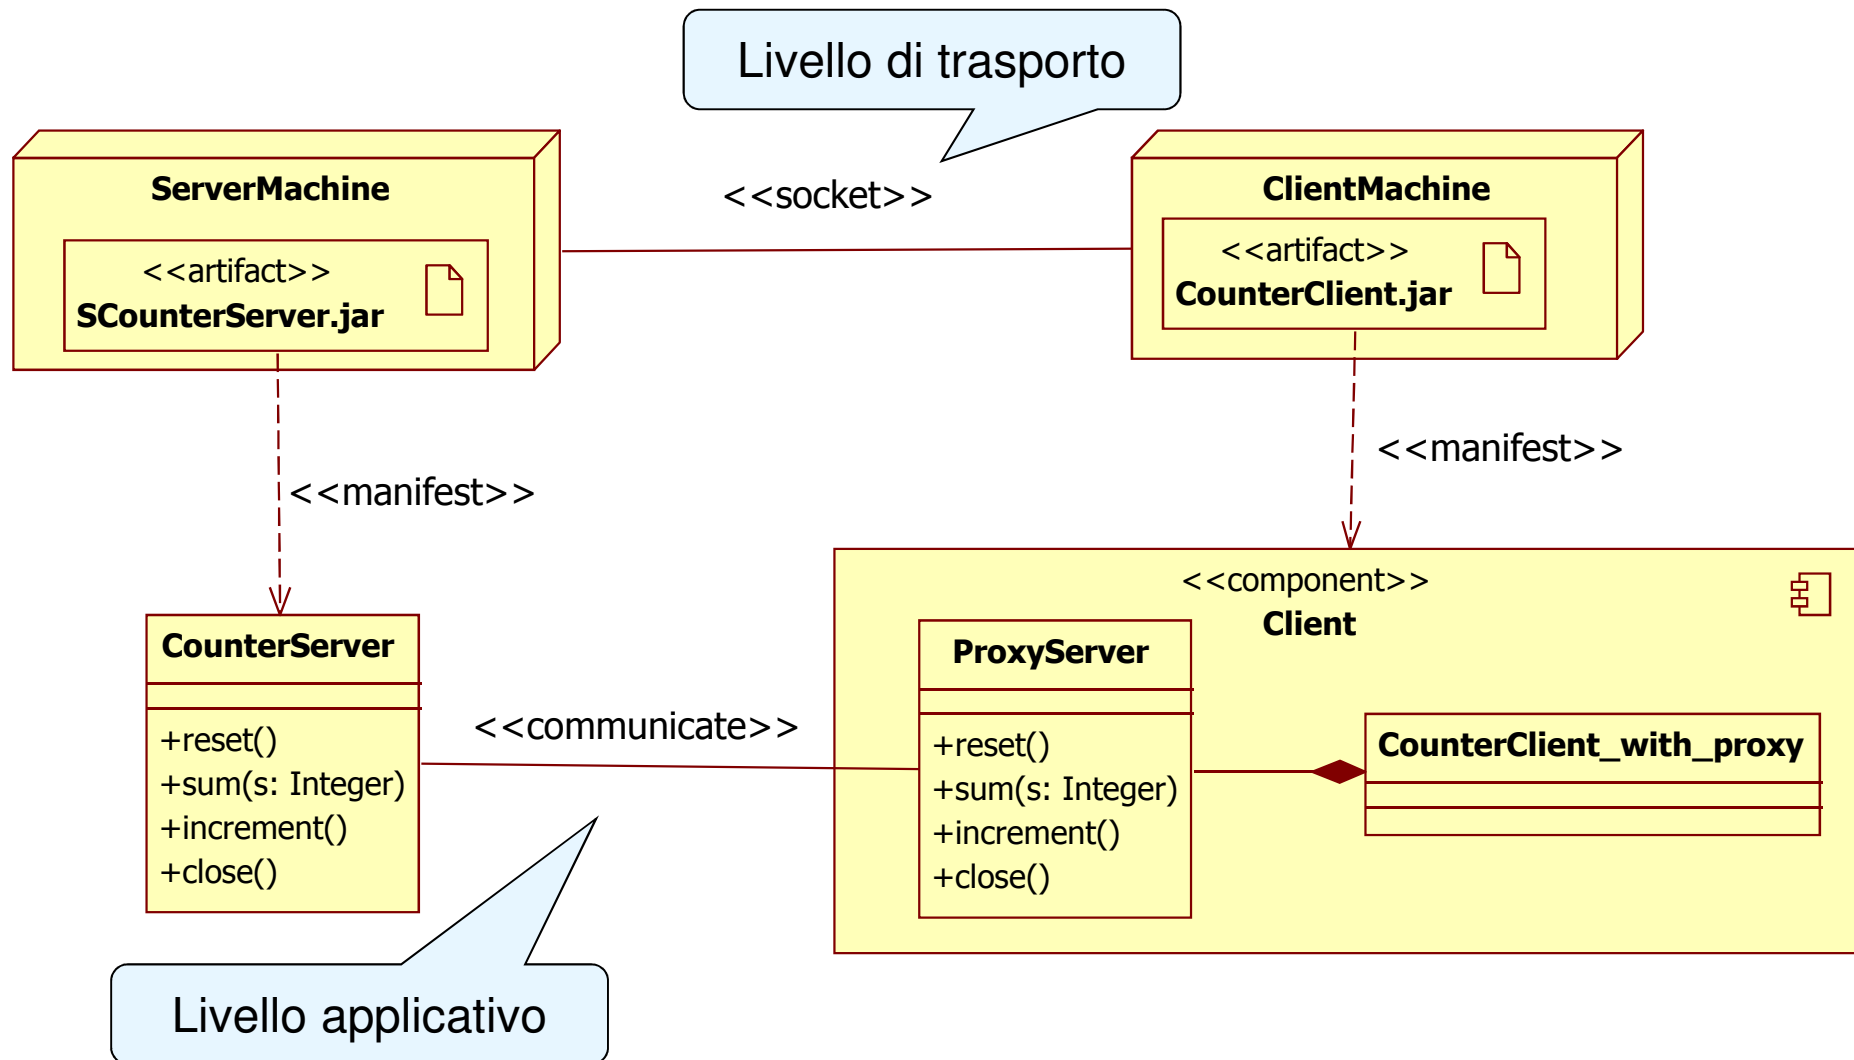 Livello di trasporto
ServerMachine
<<artifact>>
SCounterServer.jar
<<socket>>
ClientMachine
<<artifact>>
CounterClient.jar
<<manifest>>
<<manifest>>
CounterServer
+reset()
+sum(s: Integer)
+increment()
+close()
<<communicate>>
<<component>>
Client
ProxyServer
+reset()
+sum(s: Integer)
+increment()
+close()
CounterClient_with_proxy
Livello applicativo